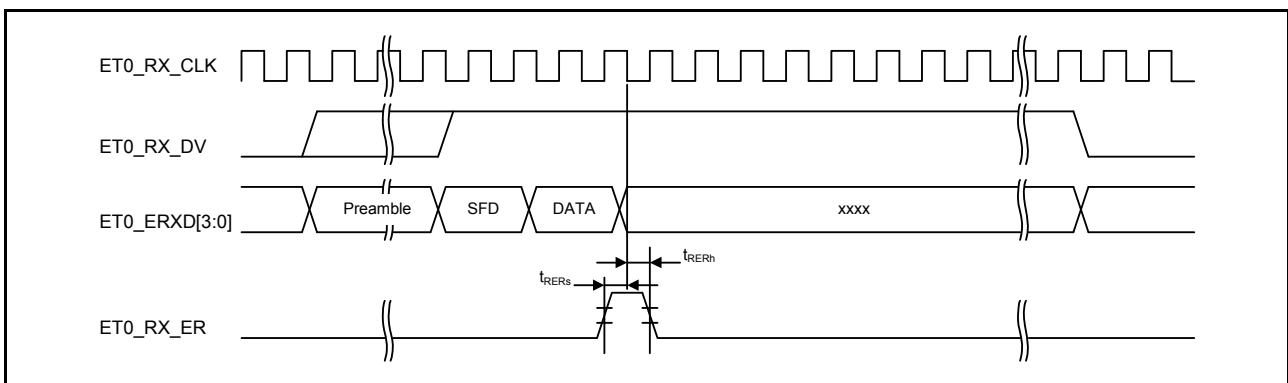 ET0_RX_CLK
ET0_RX_DV
ET0_ERXD[3:0]
Preamble
SFD
DATA
xxxx
tRERh
tRERs
ET0_RX_ER